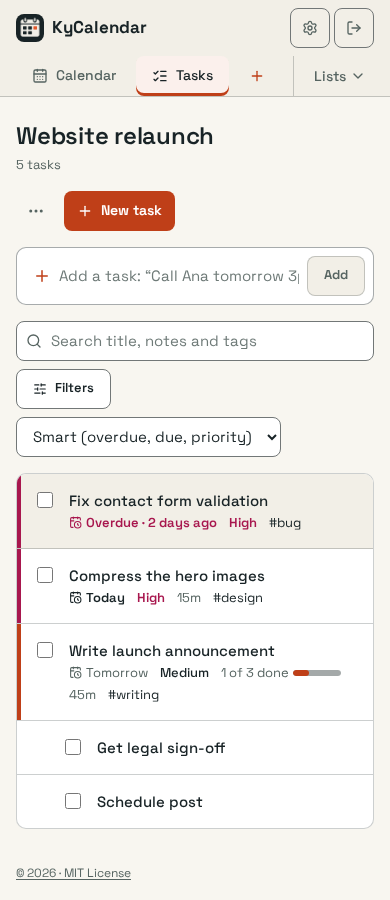 KyCalendar
Calendar
Tasks
Lists
Website relaunch
5 tasks
New task
Add a task: “Call Ana tomorrow 3p
Add
Search title, notes and tags
Filters
Smart (overdue, due, priority)
Fix contact form validation
Overdue · 2 days ago High #bug
Compress the hero images
Today High 15m #design
Write launch announcement
Tomorrow Medium 1 of 3 done
45m #writing
Get legal sign-off
Schedule post
© 2026 · MIT License